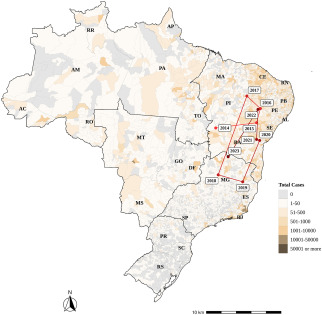 RR
AP
AM
PA
MA
CE
RN
PB
PI
PE
AL
AC
TO
SE
RO
MT
BA
GO
DF
MG
ES
MS
SP
RJ
PR
SC
RS
2017
2016
2022
2014
2015
2021
2020
2023
2018
2019
Total Cases
0
1-50
51-500
501-1000
1001-10000
10001-50000
50001 or more
N
10 km